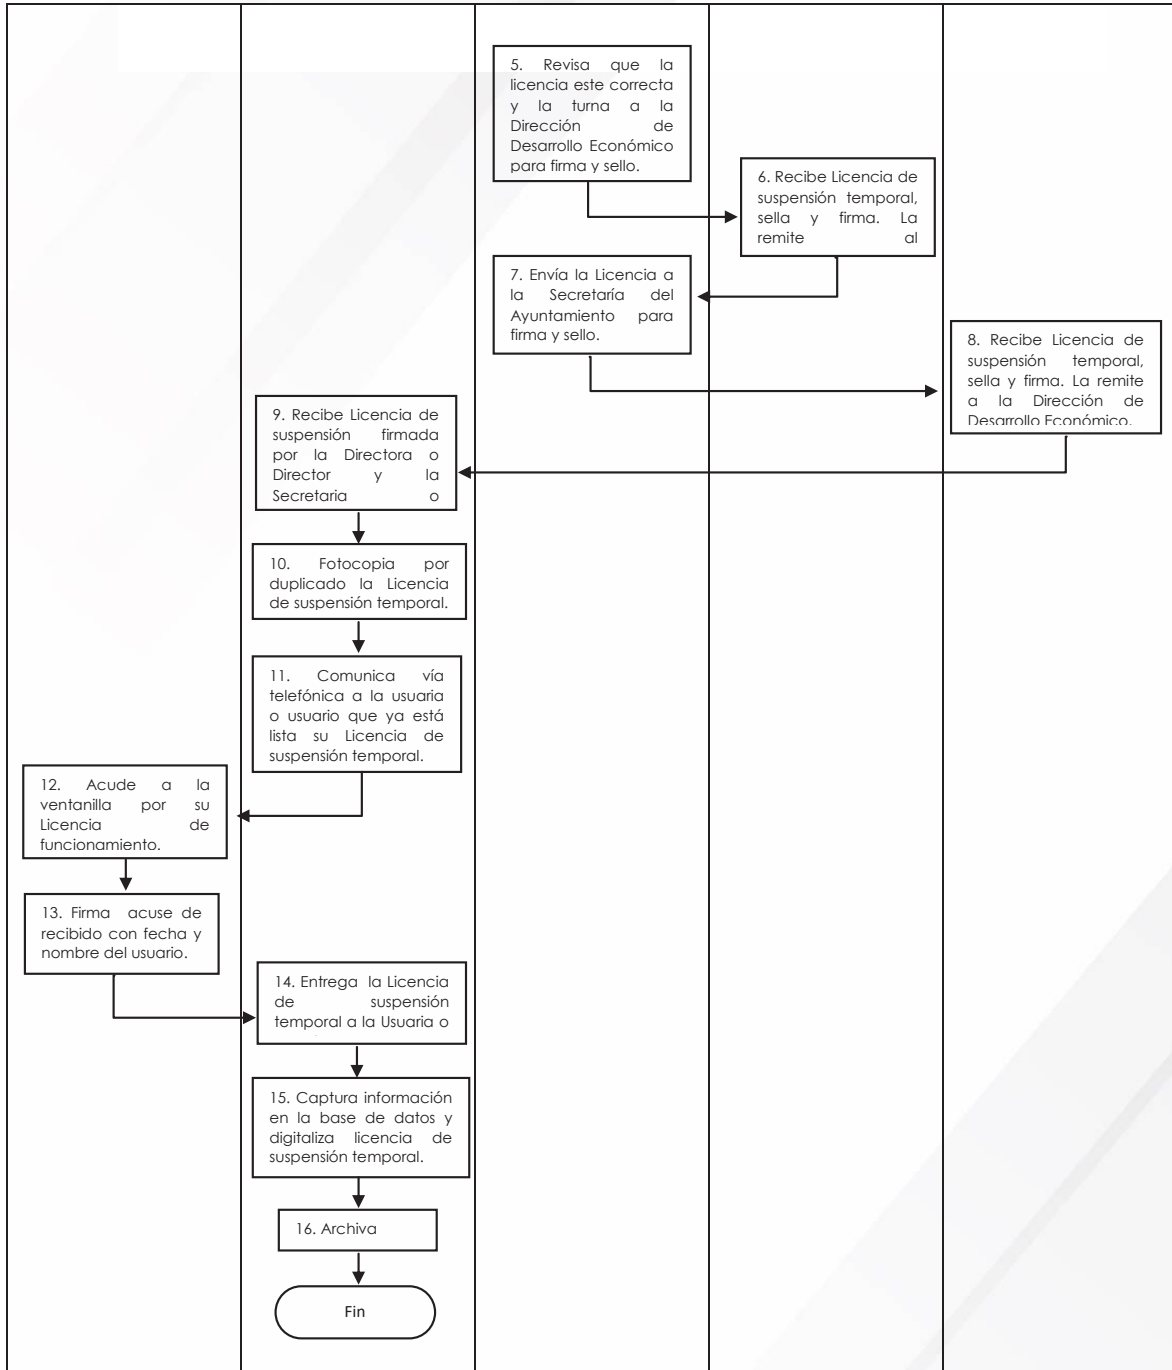 5. Revisa que la
licencia este correcta
y la turna a la
Dirección de
Desarrollo Económico
para firma y sello.
6. Recibe Licencia de
suspensión temporal,
sella y firma. La
remite al
7. Envía la Licencia a
la Secretaría del
Ayuntamiento para
firma y sello.
8. Recibe Licencia de
suspensión temporal,
sella y firma. La remite
a la Dirección de
Desarrollo Económico.
9. Recibe Licencia de
suspensión firmada
por la Directora o
Director y la
Secretaria o
10. Fotocopia por
duplicado la Licencia
de suspensión temporal.
11. Comunica vía
telefónica a la usuaria
o usuario que ya está
lista su Licencia de
suspensión temporal.
12. Acude a la
ventanilla por su
Licencia de
funcionamiento.
13. Firma acuse de
recibido con fecha y
nombre del usuario.
14. Entrega la Licencia
de suspensión
temporal a la Usuaria o
15. Captura información
en la base de datos y
digitaliza licencia de
suspensión temporal.
16. Archiva
Fin